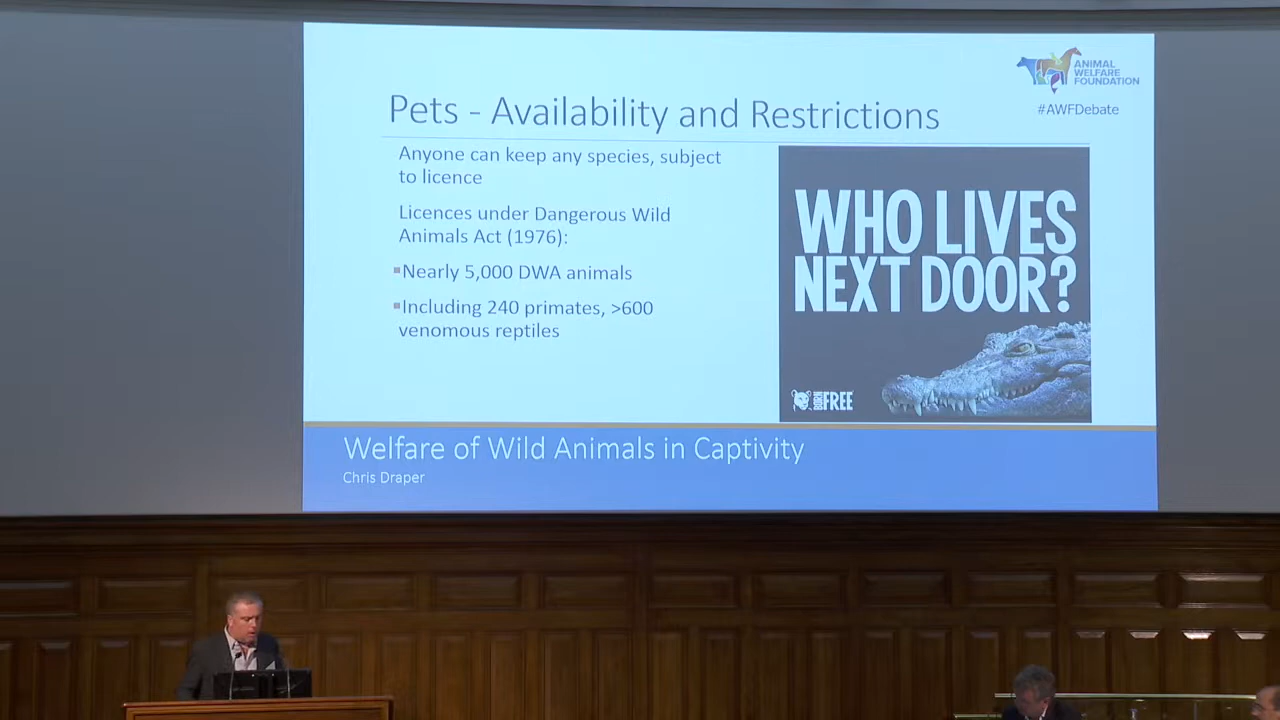 ANIMAL
WELFARE
FOUNDATION
#AWFDebate
Pets - Availability and Restrictions
Anyone can keep any species, subject
to licence
Licences under Dangerous Wild
Animals Act (1976):
▪Nearly 5,000 DWA animals
▪Including 240 primates, >600
venomous reptiles
WHO LIVES
NEXT DOOR?
BORN FREE
Welfare of Wild Animals in Captivity
Chris Draper